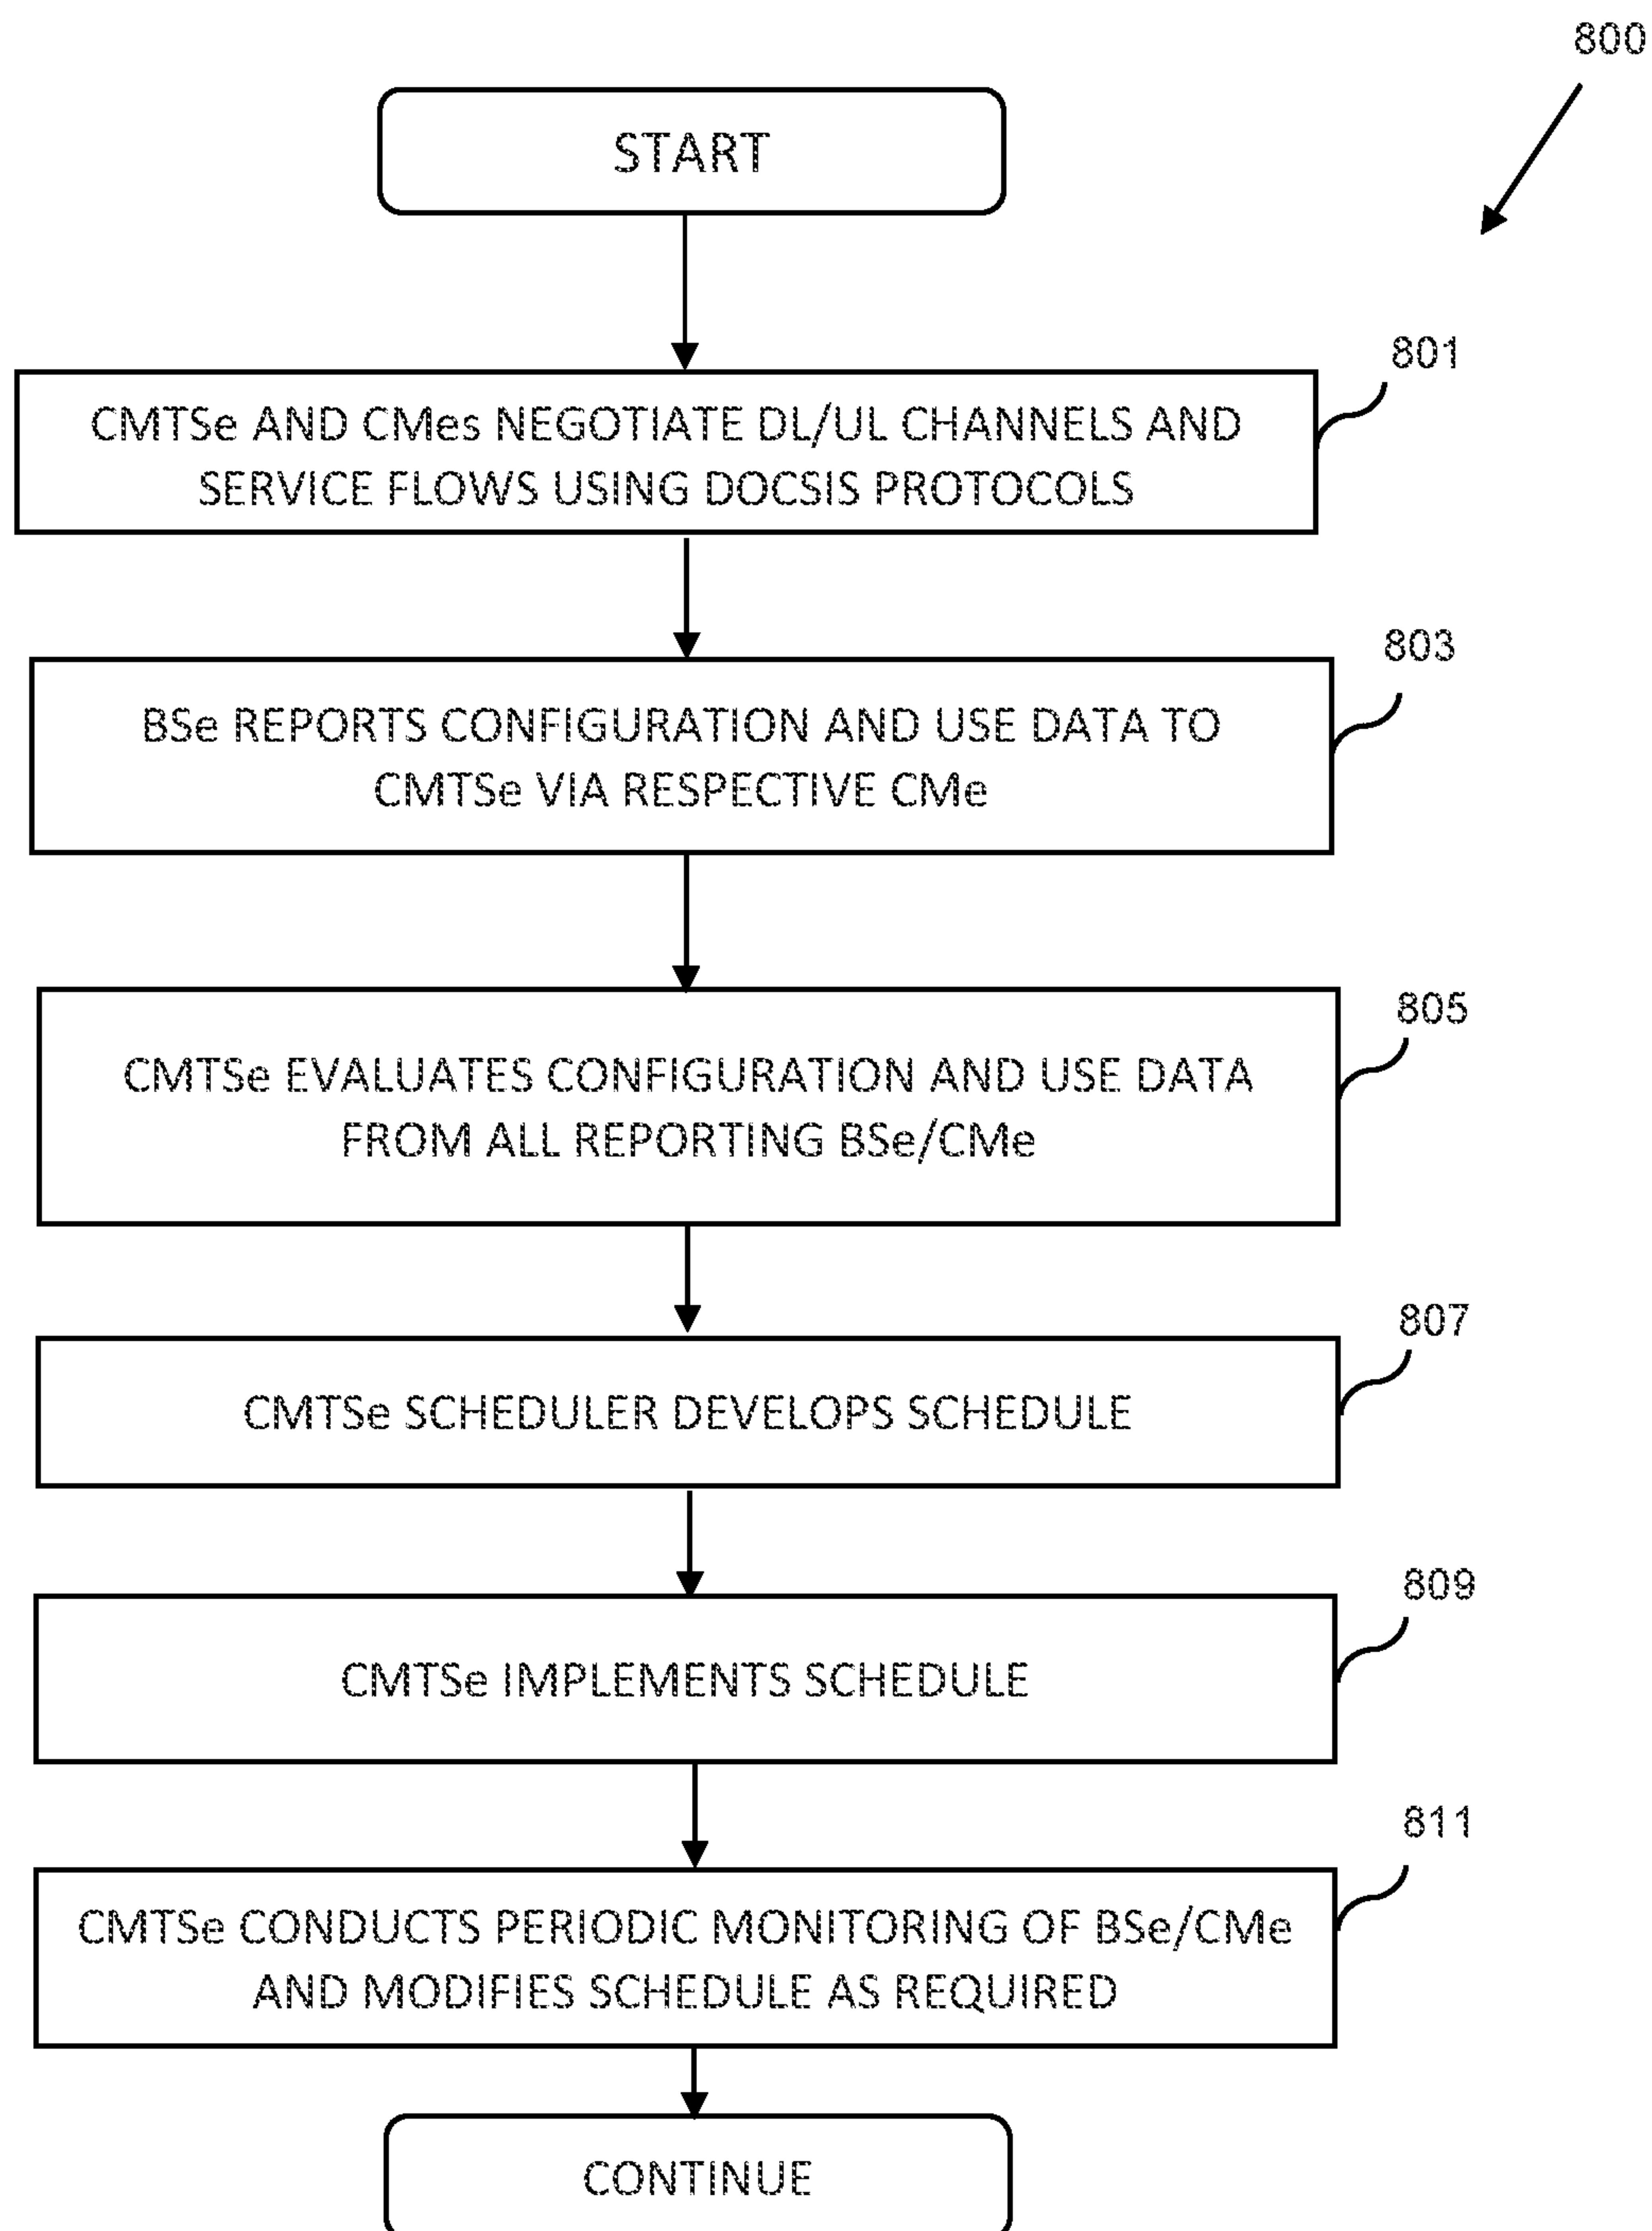 800
START
801
CMTSe AND CMes NEGOTIATE DL/UL CHANNELS AND
SERVICE FLOWS USING DOCSIS PROTOCOLS
803
BSe REPORTS CONFIGURATION AND USE DATA TO
CMTSe VIA RESPECTIVE CMe
805
CMTSe EVALUATES CONFIGURATION AND USE DATA
FROM ALL REPORTING BSe/CMe
807
CMTSe SCHEDULER DEVELOPS SCHEDULE
809
CMTSe IMPLEMENTS SCHEDULE
811
CMTSe CONDUCTS PERIODIC MONITORING OF BSe/CMe
AND MODIFIES SCHEDULE AS REQUIRED
CONTINUE